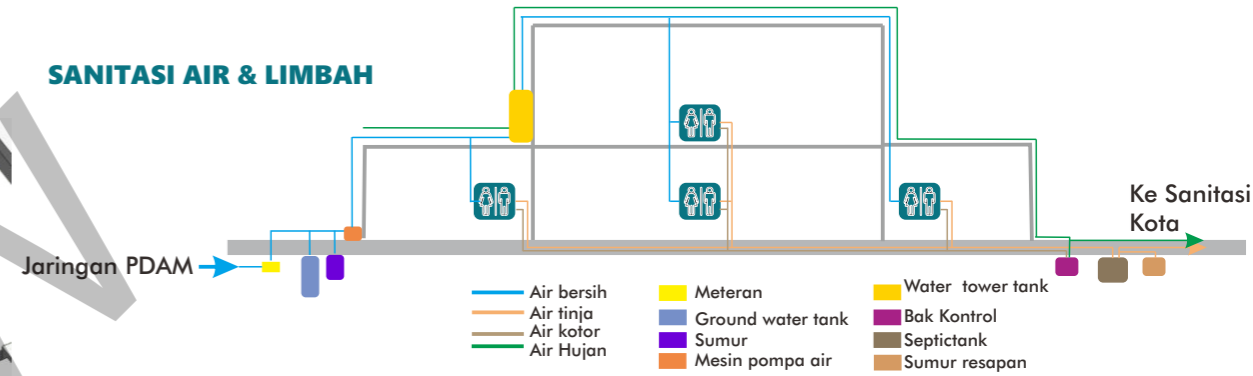 SANITASI AIR & LIMBAH
Ke Sanitasi
Kota
Jaringan PDAM
Air bersih
Air tinja
Air kotor
Air Hujan
Meteran
Ground water tank
Sumur
Mesin pompa air
Water tower tank
Bak Kontrol
Septictank
Sumur resapan